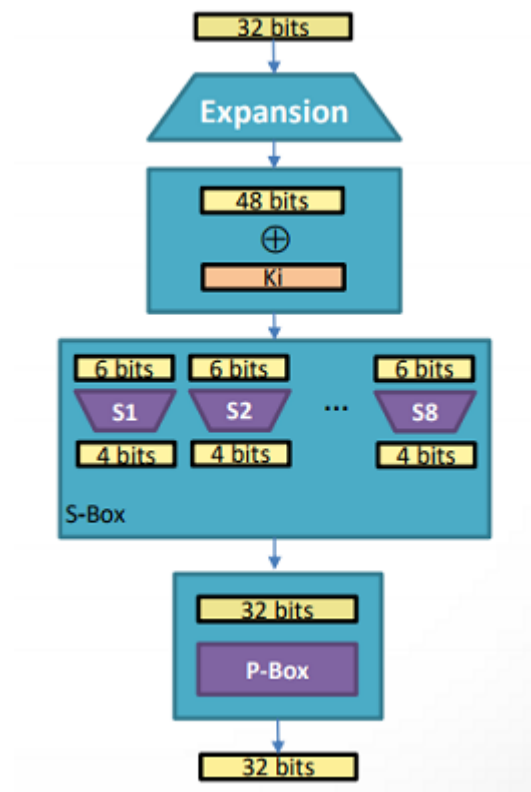 32 bits
Expansion
48 bits
⊕
Ki
6 bits 6 bits 6 bits
S1 S2 ... S8
4 bits 4 bits 4 bits
S-Box
32 bits
P-Box
32 bits